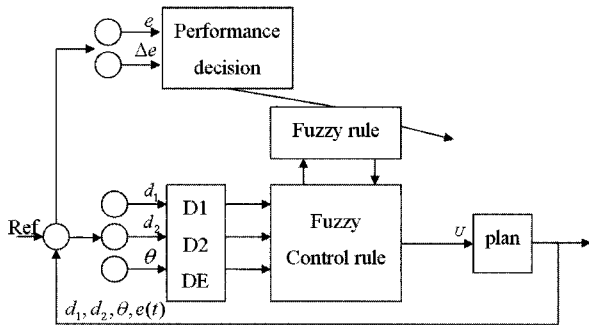 e
Δe
Performance
decision
Fuzzy rule
Ref
d₁
d₂
θ
D1
D2
DE
Fuzzy
Control rule
U
plan
d₁, d₂, θ, e(t)